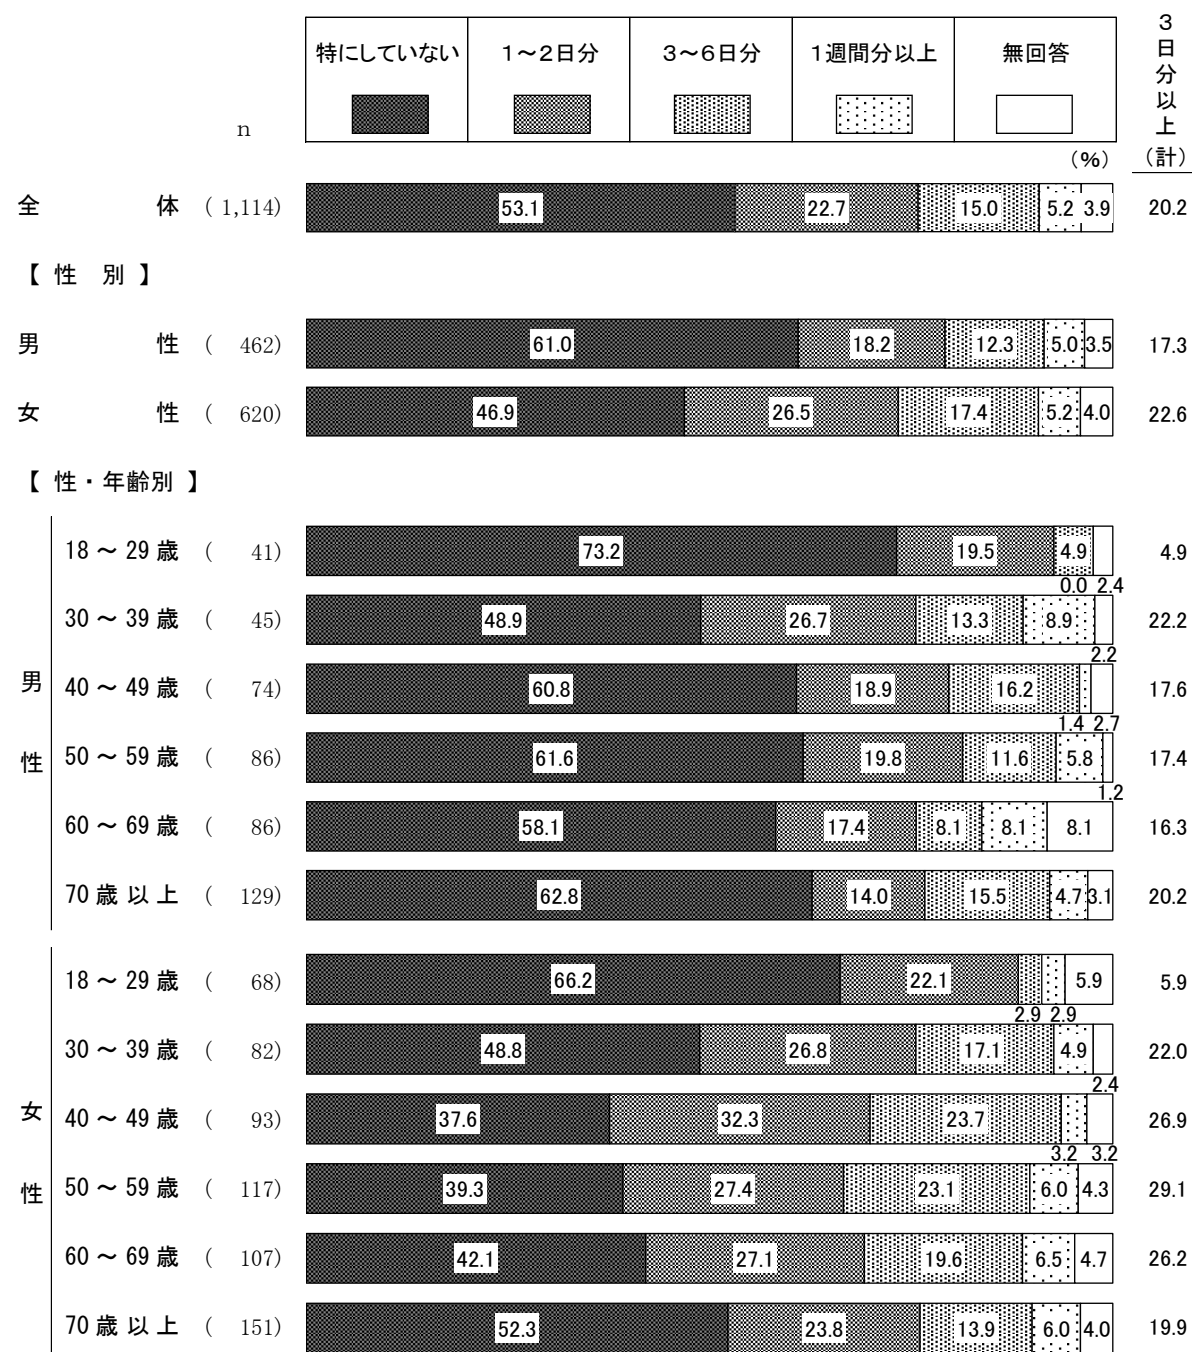 特にしていない １～２日分 ３～６日分 １週間分以上 無回答
３日分以上（計）
n
（％）
全体 (1,114) 53.1 22.7 15.0 5.2 3.9 20.2
【 性 別 】
男性 ( 462) 61.0 18.2 12.3 5.0 3.5 17.3
女性 ( 620) 46.9 26.5 17.4 5.2 4.0 22.6
【 性・年齢別 】
男性
18～29歳 ( 41) 73.2 19.5 4.9 0.0 2.4 4.9
30～39歳 ( 45) 48.9 26.7 13.3 8.9 2.2 22.2
40～49歳 ( 74) 60.8 18.9 16.2 1.4 2.7 17.6
50～59歳 ( 86) 61.6 19.8 11.6 5.8 1.2 17.4
60～69歳 ( 86) 58.1 17.4 8.1 8.1 8.1 16.3
70歳以上 ( 129) 62.8 14.0 15.5 4.7 3.1 20.2
女性
18～29歳 ( 68) 66.2 22.1 2.9 2.9 5.9 5.9
30～39歳 ( 82) 48.8 26.8 17.1 4.9 2.4 22.0
40～49歳 ( 93) 37.6 32.3 23.7 3.2 3.2 26.9
50～59歳 ( 117) 39.3 27.4 23.1 6.0 4.3 29.1
60～69歳 ( 107) 42.1 27.1 19.6 6.5 4.7 26.2
70歳以上 ( 151) 52.3 23.8 13.9 6.0 4.0 19.9